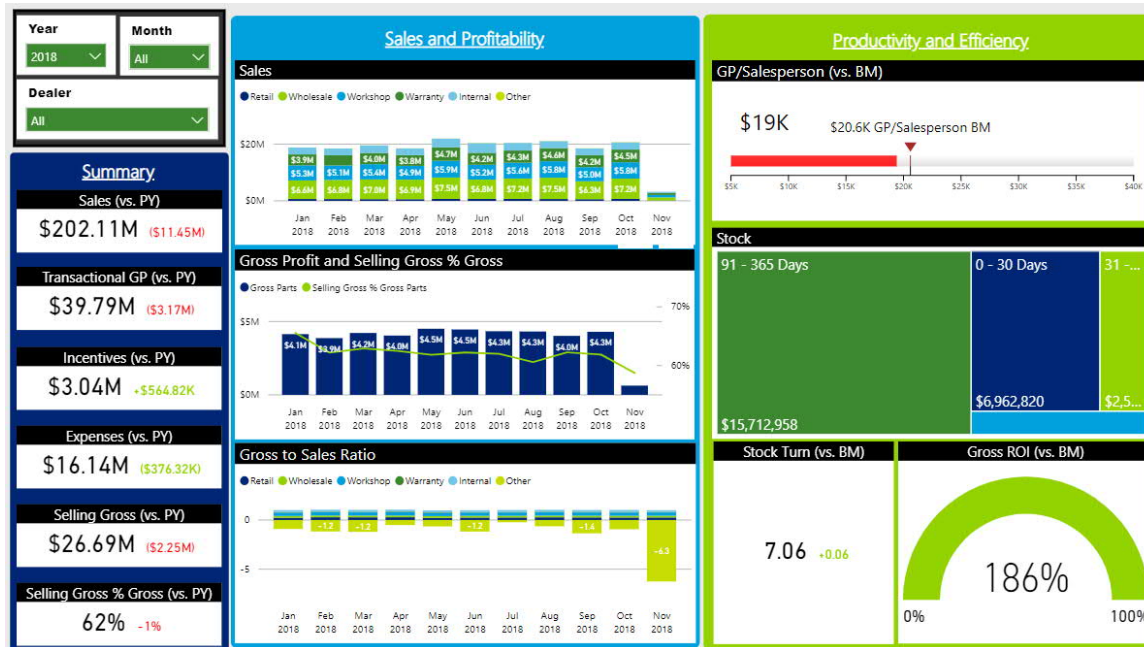 Year
2018
Month
All
Dealer
All
Summary
Sales (vs. PY)
$202.11M ($11.45M)
Transactional GP (vs. PY)
$39.79M ($3.17M)
Incentives (vs. PY)
$3.04M +$564.82K
Expenses (vs. PY)
$16.14M ($376.32K)
Selling Gross (vs. PY)
$26.69M ($2.25M)
Selling Gross % Gross (vs. PY)
62% -1%
Sales and Profitability
Sales
Retail Wholesale Workshop Warranty Internal Other
$20M
$3.9M $4.0M $3.8M $4.7M $4.2M $4.3M $4.6M $4.2M $4.5M
$5.3M $5.1M $5.4M $4.9M $5.9M $5.2M $5.6M $5.8M $5.0M $5.8M
$6.6M $6.8M $7.0M $6.9M $7.5M $6.8M $7.2M $7.5M $6.3M $7.2M
$0M
Jan Feb Mar Apr May Jun Jul Aug Sep Oct Nov
2018 2018 2018 2018 2018 2018 2018 2018 2018 2018 2018
Gross Profit and Selling Gross % Gross
Gross Parts Selling Gross % Gross Parts
70%
$5M
$4.1M $3.9M $4.2M $4.0M $4.5M $4.5M $4.3M $4.3M $4.0M $4.3M
60%
$0M
Jan Feb Mar Apr May Jun Jul Aug Sep Oct Nov
2018 2018 2018 2018 2018 2018 2018 2018 2018 2018 2018
Gross to Sales Ratio
Retail Wholesale Workshop Warranty Internal Other
0
-1.2 -1.2 -1.2 -1.4
-6.3
-5
Jan Feb Mar Apr May Jun Jul Aug Sep Oct Nov
2018 2018 2018 2018 2018 2018 2018 2018 2018 2018 2018
Productivity and Efficiency
GP/Salesperson (vs. BM)
$19K
$20.6K GP/Salesperson BM
$5K $10K $15K $20K $25K $30K $35K $40K
Stock
91 - 365 Days
$15,712,958
0 - 30 Days
$6,962,820
31 -...
$2,5...
Stock Turn (vs. BM)
7.06 +0.06
Gross ROI (vs. BM)
186%
0% 100%